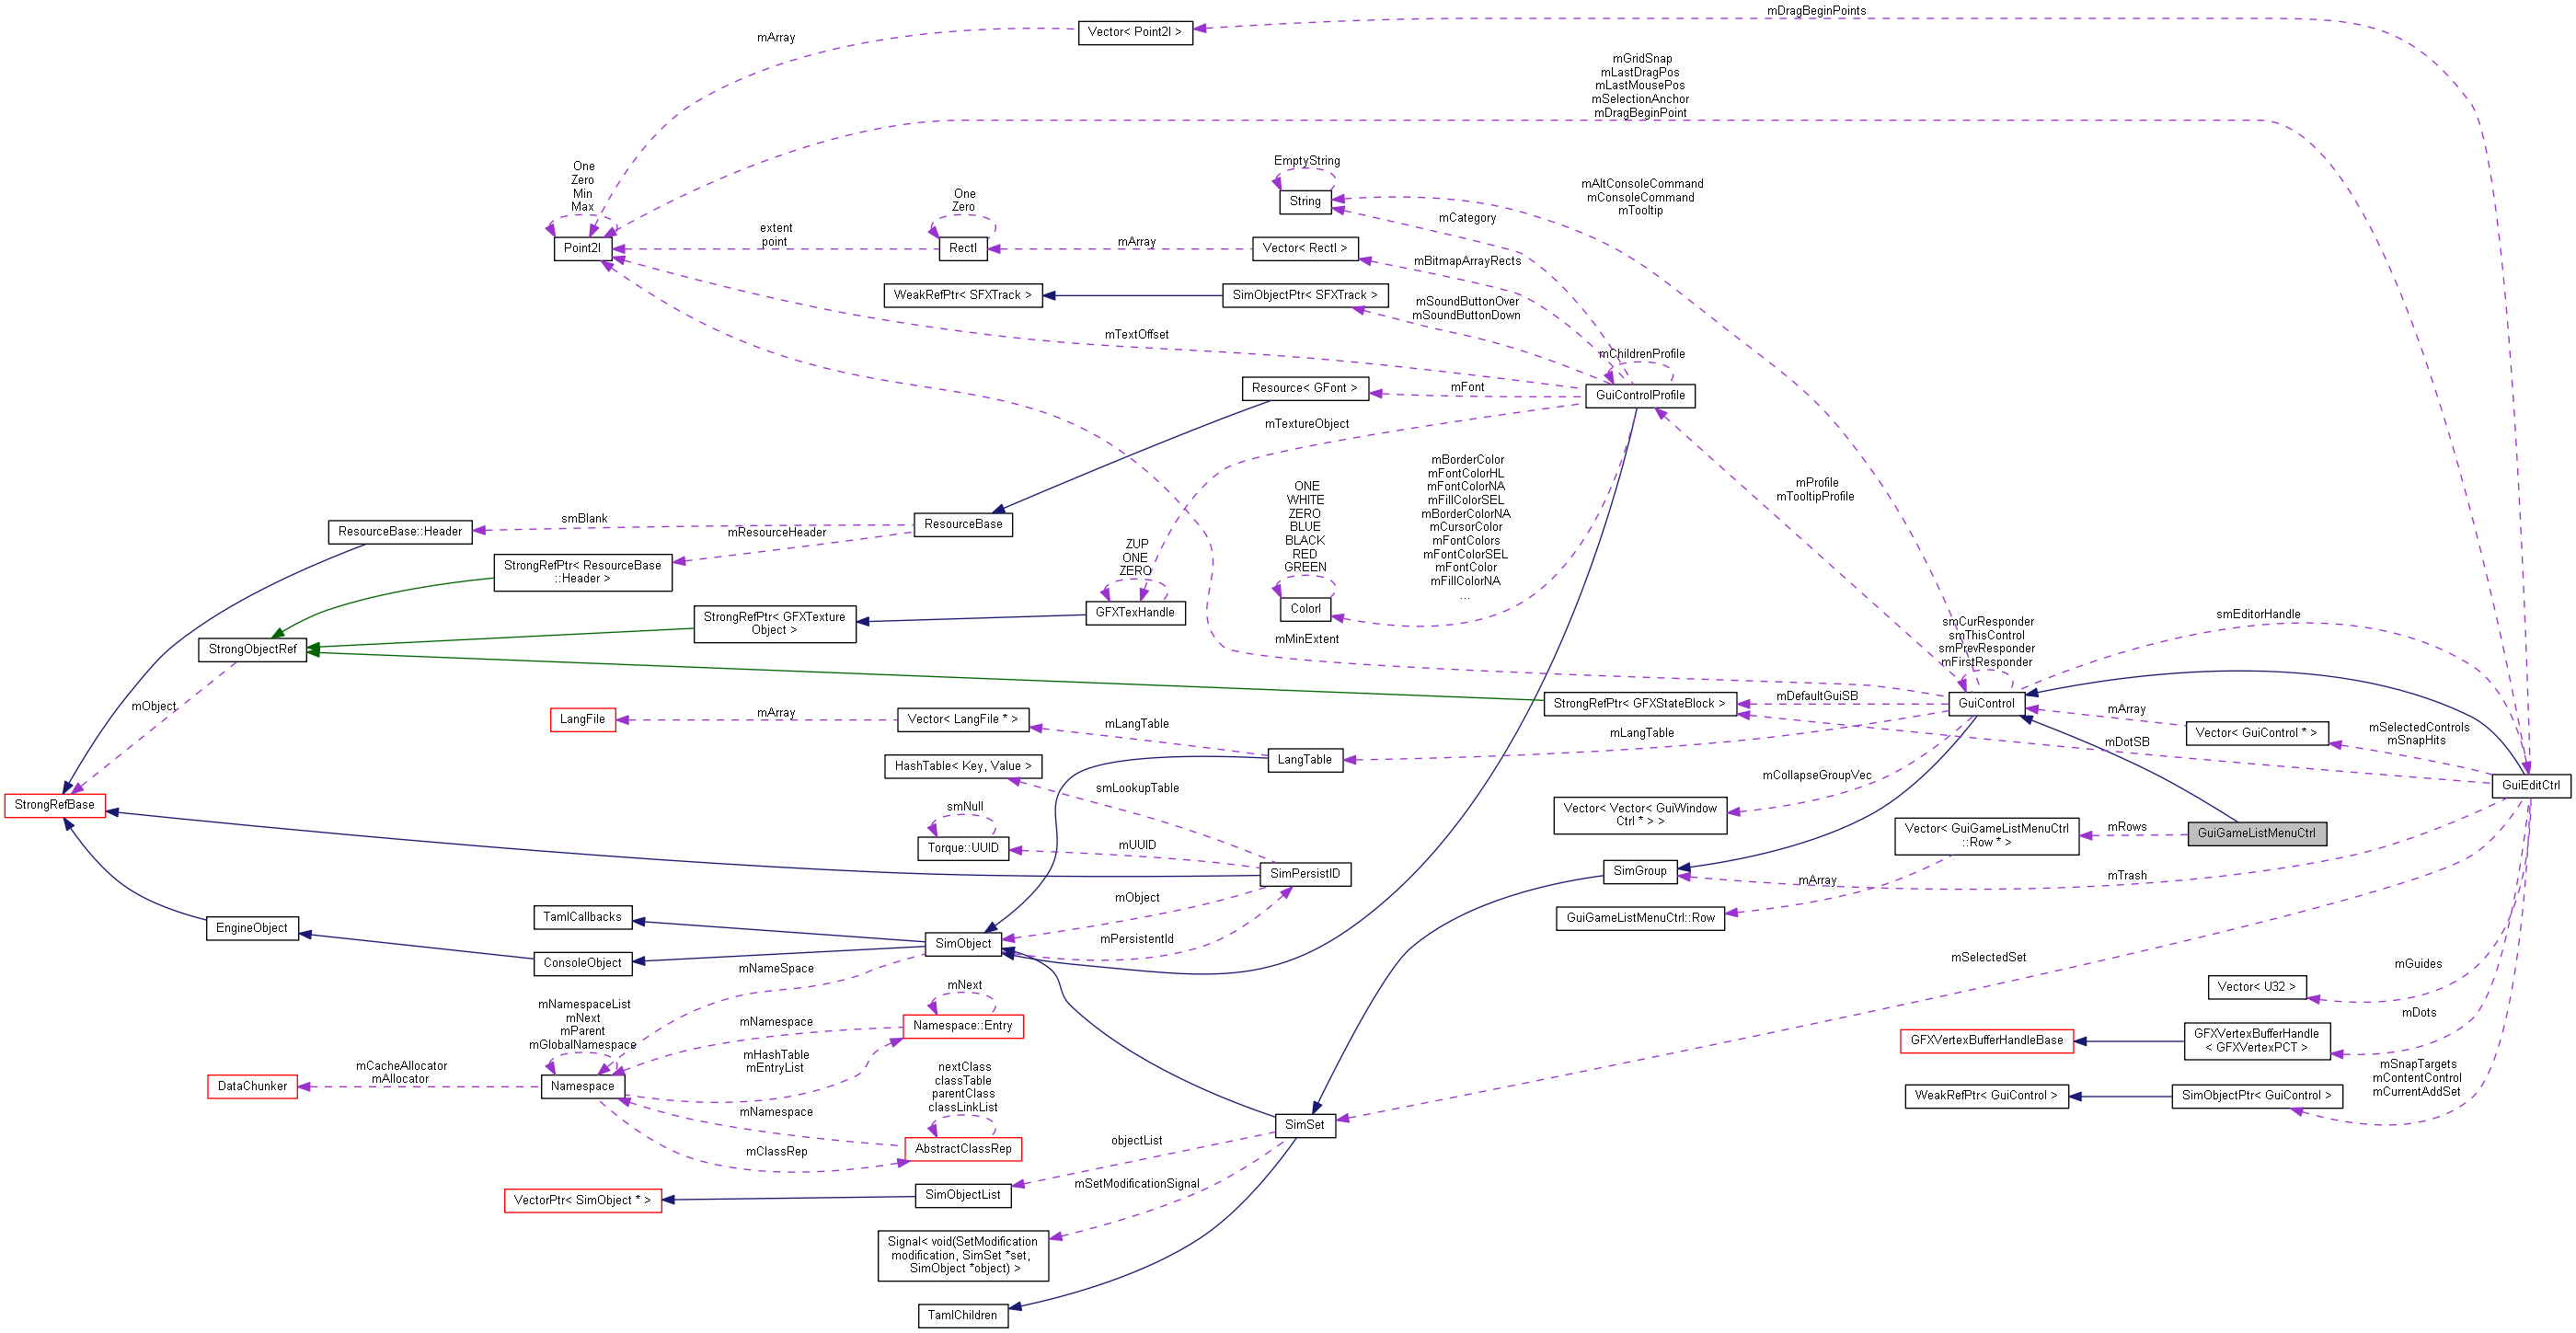 mDragBeginPoints
Vector< Point2I >
mArray
mGridSnap
mLastDragPos
mLastMousePos
mSelectionAnchor
mDragBeginPoint
One
Zero
Min
Max
Point2I
extent
point
One
Zero
RectI
mArray
Vector< RectI >
EmptyString
String
mCategory
mAltConsoleCommand
mConsoleCommand
mTooltip
mBitmapArrayRects
WeakRefPtr< SFXTrack >
SimObjectPtr< SFXTrack >
mSoundButtonOver
mSoundButtonDown
mTextOffset
mChildrenProfile
GuiControlProfile
Resource< GFont >
mFont
mTextureObject
mBorderColor
mFontColorHL
mFontColorNA
mFillColorSEL
mBorderColorNA
mCursorColor
mFontColors
mFontColorSEL
mFontColor
mFillColorNA
...
mProfile
mTooltipProfile
ONE
WHITE
ZERO
BLUE
BLACK
RED
GREEN
ColorI
ResourceBase::Header
smBlank
ResourceBase
mResourceHeader
StrongRefPtr< ResourceBase
::Header >
ZUP
ONE
ZERO
GFXTexHandle
StrongRefPtr< GFXTexture
Object >
StrongObjectRef
mMinExtent
smCurResponder
smThisControl
smPrevResponder
mFirstResponder
GuiControl
smEditorHandle
mObject
StrongRefBase
LangFile
mArray
Vector< LangFile * >
mLangTable
LangTable
StrongRefPtr< GFXStateBlock >
mDefaultGuiSB
mLangTable
mArray
Vector< GuiControl * >
mSelectedControls
mSnapHits
mDotSB
GuiEditCtrl
HashTable< Key, Value >
smLookupTable
smNull
Torque::UUID
mUUID
SimPersistID
mCollapseGroupVec
Vector< Vector< GuiWindow
Ctrl * > >
Vector< GuiGameListMenuCtrl
::Row * >
mRows
GuiGameListMenuCtrl
SimGroup
mArray
mTrash
GuiGameListMenuCtrl::Row
EngineObject
TamlCallbacks
ConsoleObject
SimObject
mObject
mPersistentId
mNameSpace
mNamespaceList
mNext
mParent
mGlobalNamespace
Namespace
mNext
Namespace::Entry
mNamespace
mHashTable
mEntryList
mCacheAllocator
mAllocator
DataChunker
nextClass
classTable
parentClass
classLinkList
AbstractClassRep
mNamespace
mClassRep
mSelectedSet
mGuides
Vector< U32 >
mDots
GFXVertexBufferHandleBase
GFXVertexBufferHandle
< GFXVertexPCT >
mSnapTargets
mContentControl
mCurrentAddSet
WeakRefPtr< GuiControl >
SimObjectPtr< GuiControl >
SimSet
objectList
VectorPtr< SimObject * >
SimObjectList
mSetModificationSignal
Signal< void(SetModification
modification, SimSet *set,
SimObject *object) >
TamlChildren